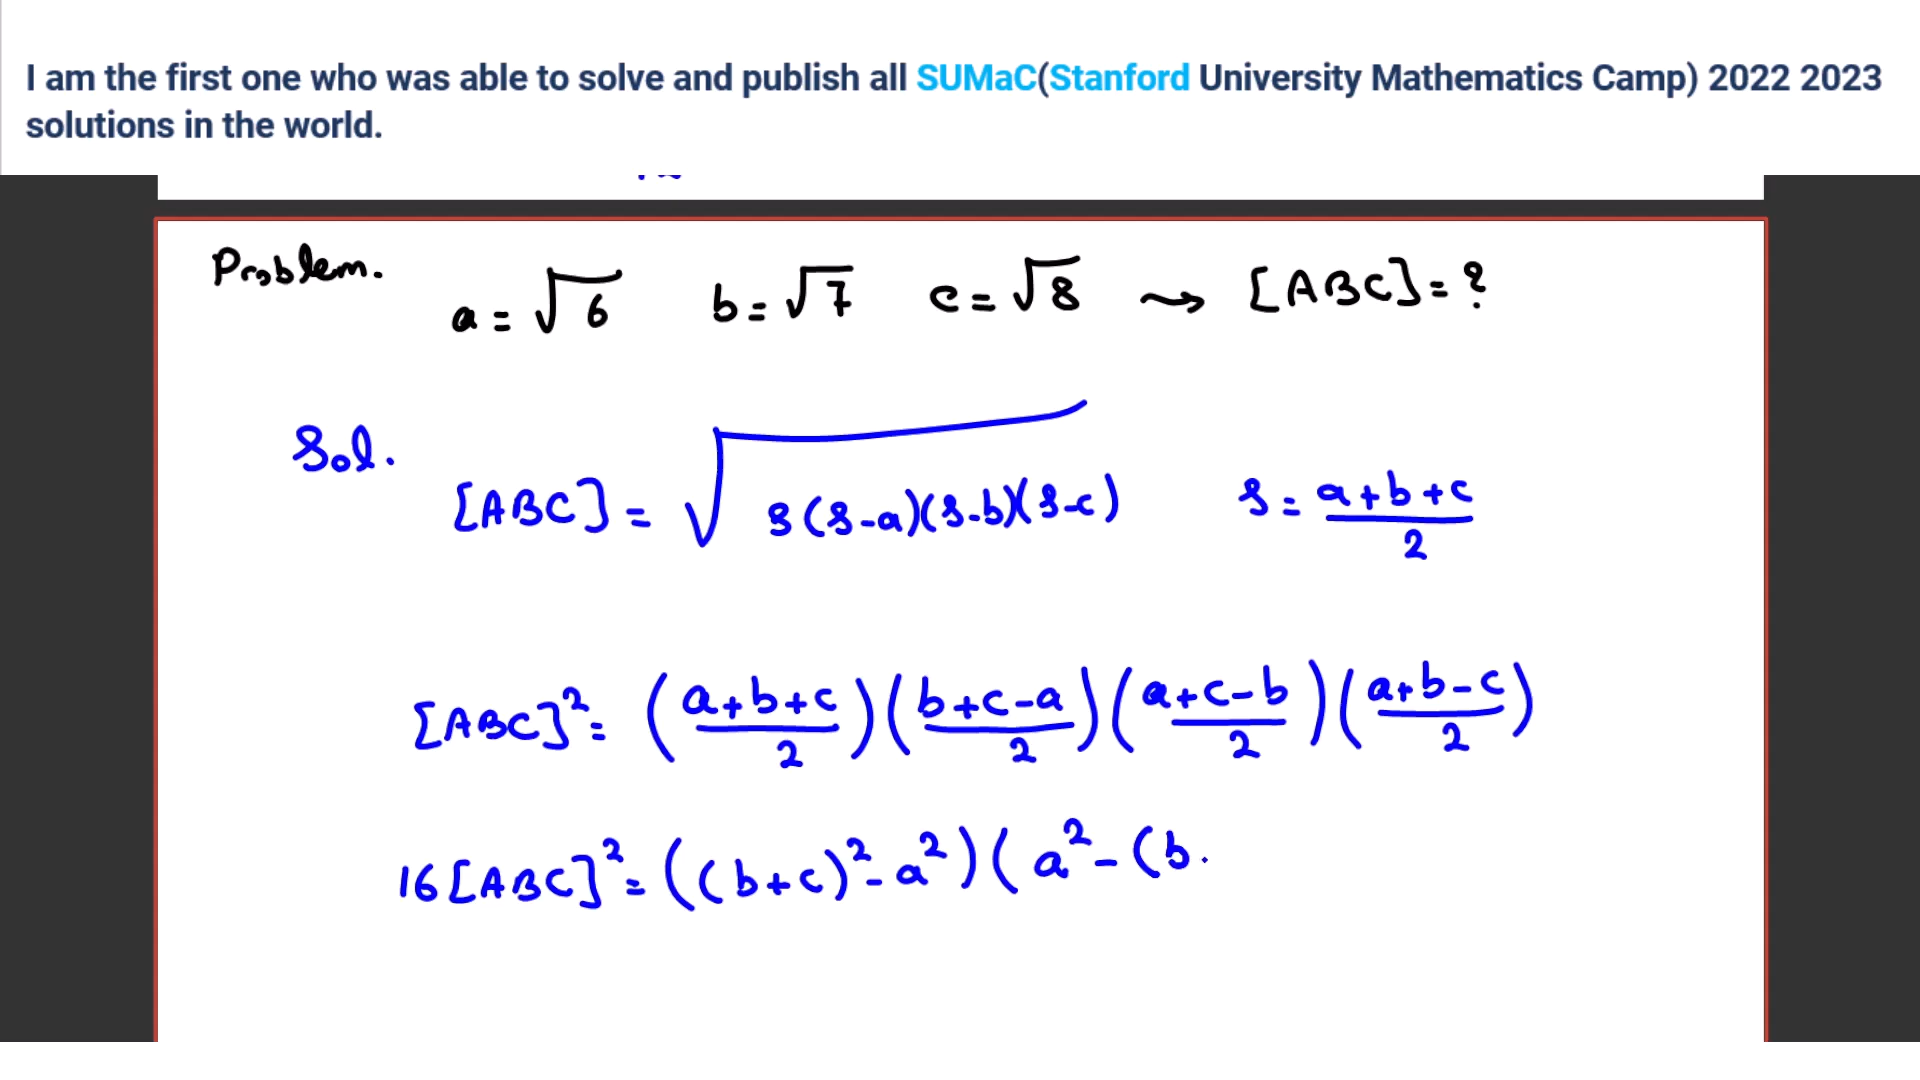 I am the first one who was able to solve and publish all SUMaC(Stanford University Mathematics Camp) 2022 2023
solutions in the world.
Problem.
a = √6 b = √7 c = √8 ⇝ [ABC] = ?
Sol.
[ABC] = √s(s-a)(s-b)(s-c) s = (a+b+c)/2
[ABC]² = ((a+b+c)/2)((b+c-a)/2)((a+c-b)/2)((a+b-c)/2)
16[ABC]² = ((b+c)² - a²)(a² - (b